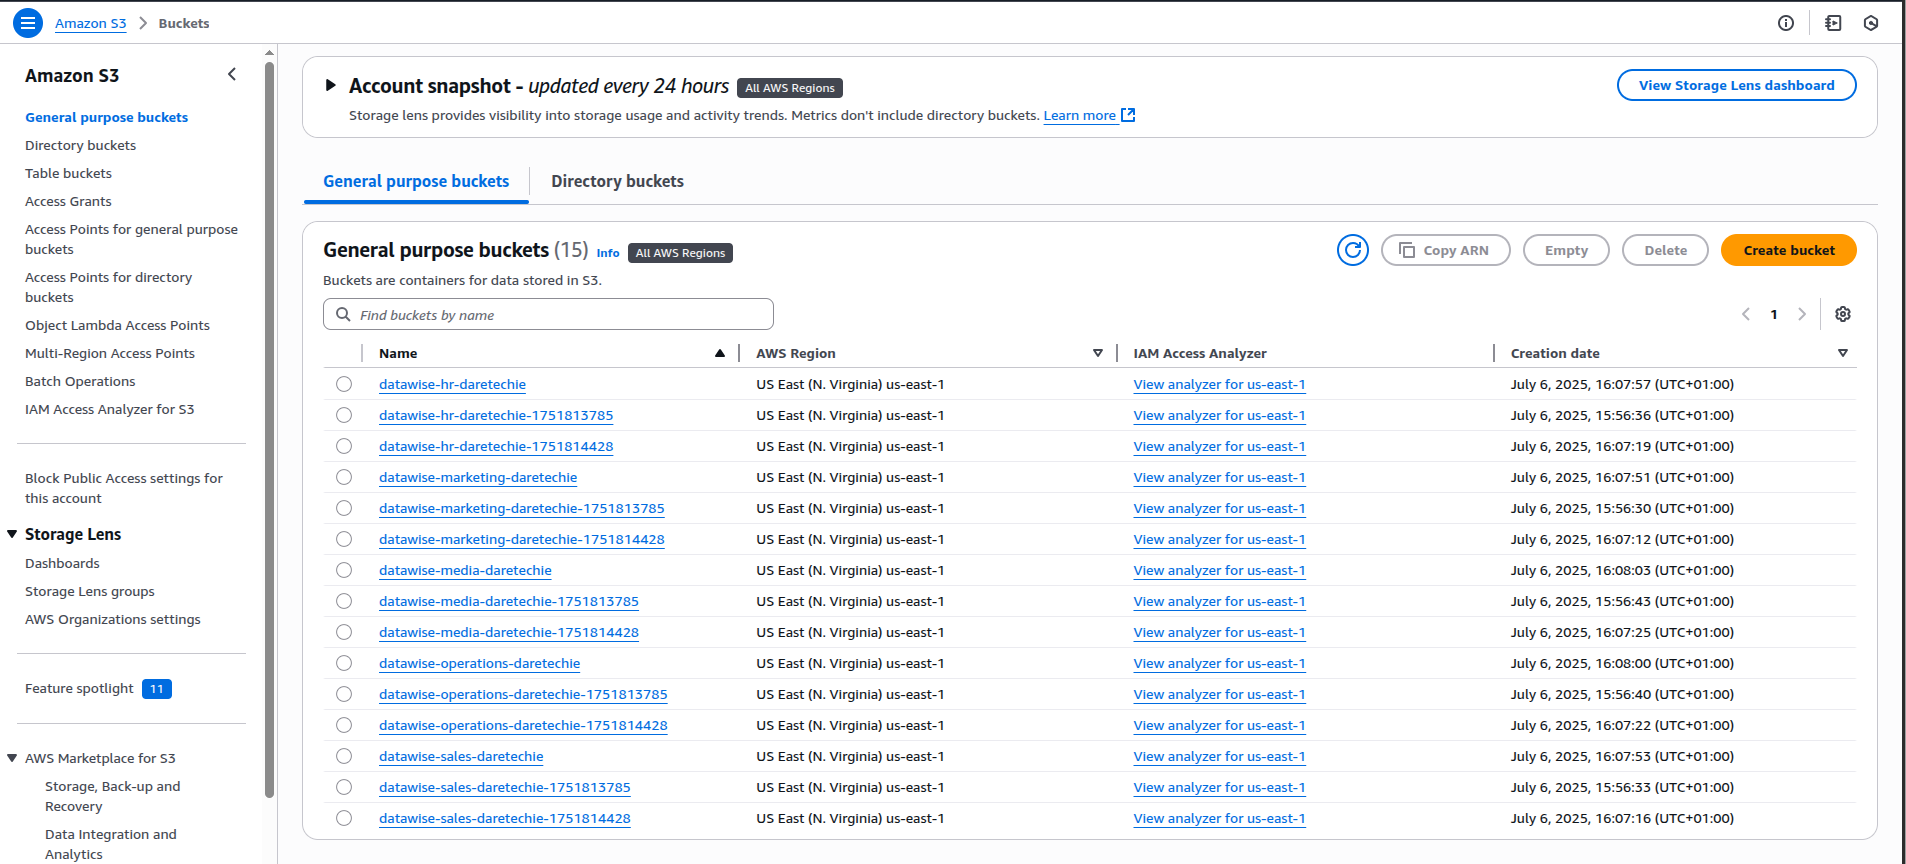 Amazon S3 > Buckets
Amazon S3
General purpose buckets
Directory buckets
Table buckets
Access Grants
Access Points for general purpose
buckets
Access Points for directory
buckets
Object Lambda Access Points
Multi-Region Access Points
Batch Operations
IAM Access Analyzer for S3
Block Public Access settings for
this account
Storage Lens
Dashboards
Storage Lens groups
AWS Organizations settings
Feature spotlight 11
AWS Marketplace for S3
Storage, Back-up and
Recovery
Data Integration and
Analytics
Account snapshot - updated every 24 hours All AWS Regions
View Storage Lens dashboard
Storage lens provides visibility into storage usage and activity trends. Metrics don't include directory buckets. Learn more
General purpose buckets Directory buckets
General purpose buckets (15) Info All AWS Regions
Copy ARN Empty Delete Create bucket
Buckets are containers for data stored in S3.
Find buckets by name
1
Name AWS Region IAM Access Analyzer Creation date
datawise-hr-daretechie US East (N. Virginia) us-east-1 View analyzer for us-east-1 July 6, 2025, 16:07:57 (UTC+01:00)
datawise-hr-daretechie-1751813785 US East (N. Virginia) us-east-1 View analyzer for us-east-1 July 6, 2025, 15:56:36 (UTC+01:00)
datawise-hr-daretechie-1751814428 US East (N. Virginia) us-east-1 View analyzer for us-east-1 July 6, 2025, 16:07:19 (UTC+01:00)
datawise-marketing-daretechie US East (N. Virginia) us-east-1 View analyzer for us-east-1 July 6, 2025, 16:07:51 (UTC+01:00)
datawise-marketing-daretechie-1751813785 US East (N. Virginia) us-east-1 View analyzer for us-east-1 July 6, 2025, 15:56:30 (UTC+01:00)
datawise-marketing-daretechie-1751814428 US East (N. Virginia) us-east-1 View analyzer for us-east-1 July 6, 2025, 16:07:12 (UTC+01:00)
datawise-media-daretechie US East (N. Virginia) us-east-1 View analyzer for us-east-1 July 6, 2025, 16:08:03 (UTC+01:00)
datawise-media-daretechie-1751813785 US East (N. Virginia) us-east-1 View analyzer for us-east-1 July 6, 2025, 15:56:43 (UTC+01:00)
datawise-media-daretechie-1751814428 US East (N. Virginia) us-east-1 View analyzer for us-east-1 July 6, 2025, 16:07:25 (UTC+01:00)
datawise-operations-daretechie US East (N. Virginia) us-east-1 View analyzer for us-east-1 July 6, 2025, 16:08:00 (UTC+01:00)
datawise-operations-daretechie-1751813785 US East (N. Virginia) us-east-1 View analyzer for us-east-1 July 6, 2025, 15:56:40 (UTC+01:00)
datawise-operations-daretechie-1751814428 US East (N. Virginia) us-east-1 View analyzer for us-east-1 July 6, 2025, 16:07:22 (UTC+01:00)
datawise-sales-daretechie US East (N. Virginia) us-east-1 View analyzer for us-east-1 July 6, 2025, 16:07:53 (UTC+01:00)
datawise-sales-daretechie-1751813785 US East (N. Virginia) us-east-1 View analyzer for us-east-1 July 6, 2025, 15:56:33 (UTC+01:00)
datawise-sales-daretechie-1751814428 US East (N. Virginia) us-east-1 View analyzer for us-east-1 July 6, 2025, 16:07:16 (UTC+01:00)